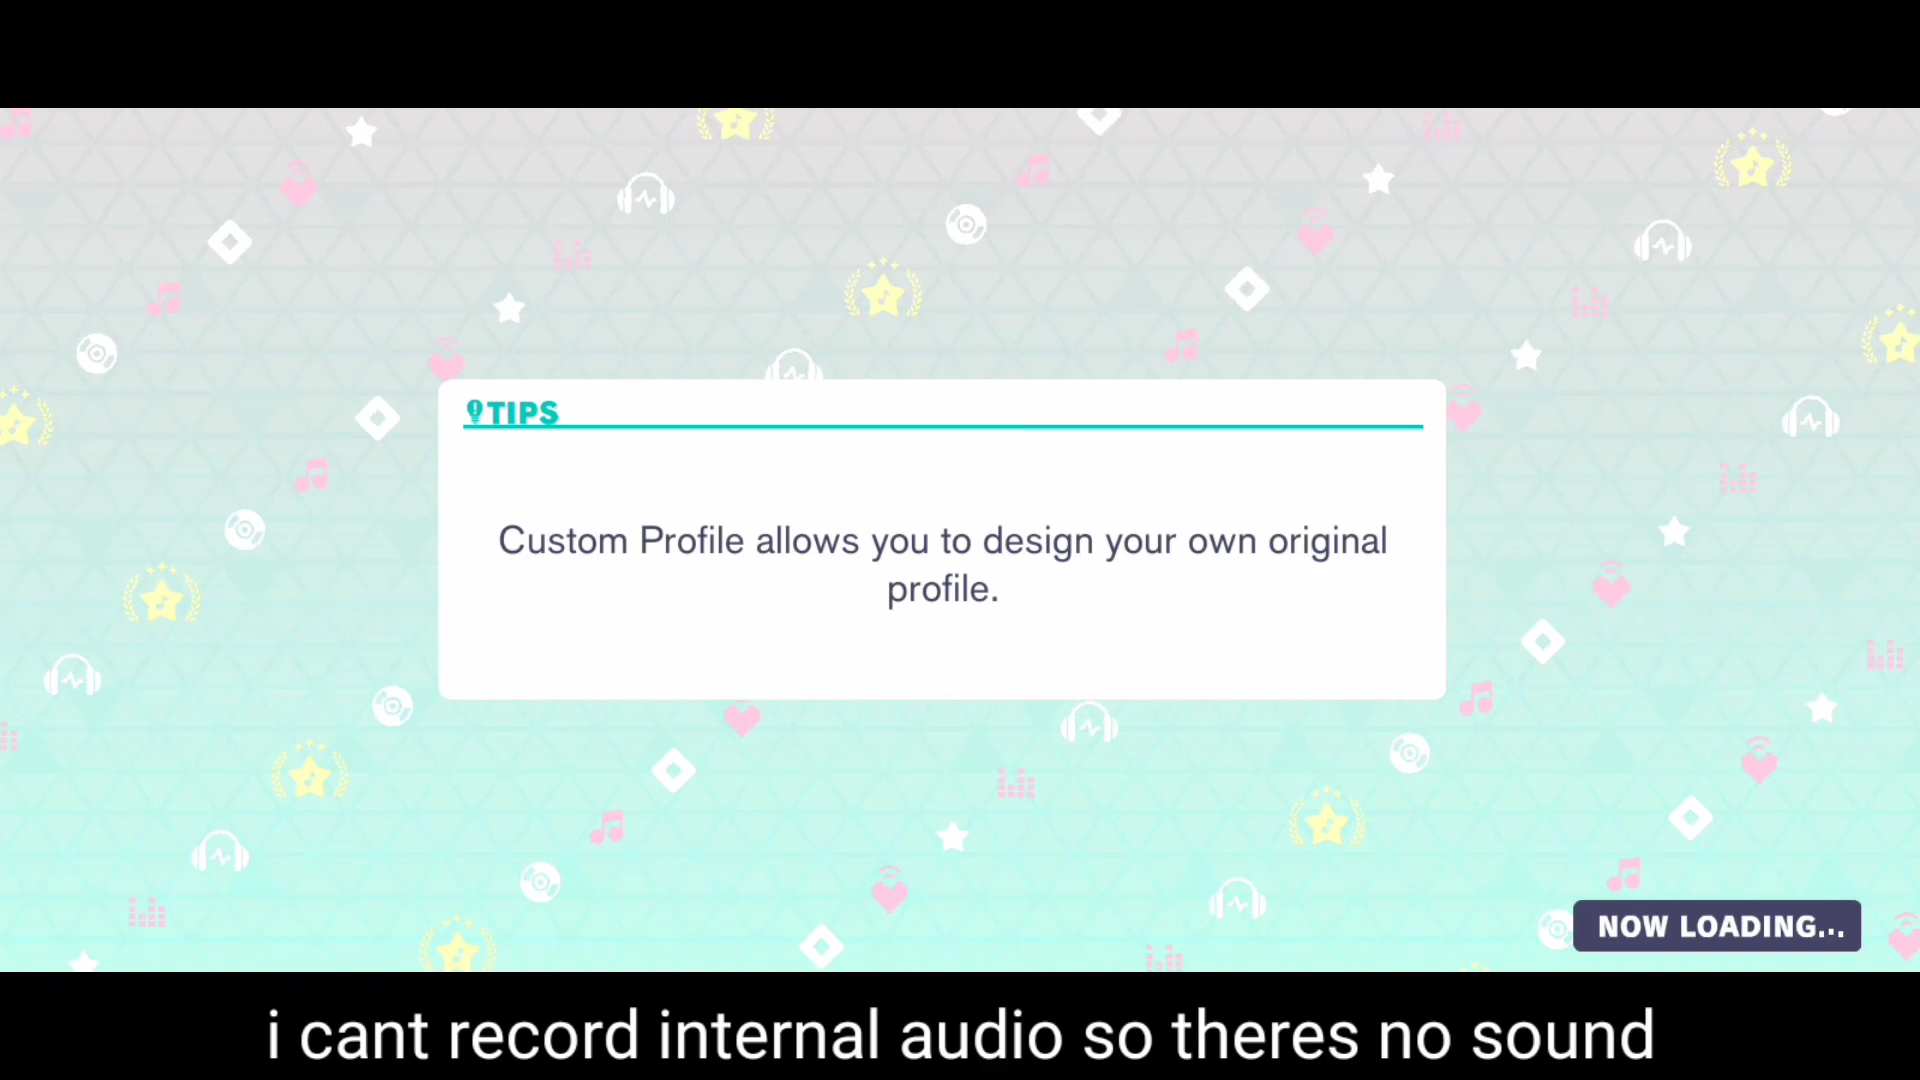 TIPS
Custom Profile allows you to design your own original
profile.
NOW LOADING...
i cant record internal audio so theres no sound